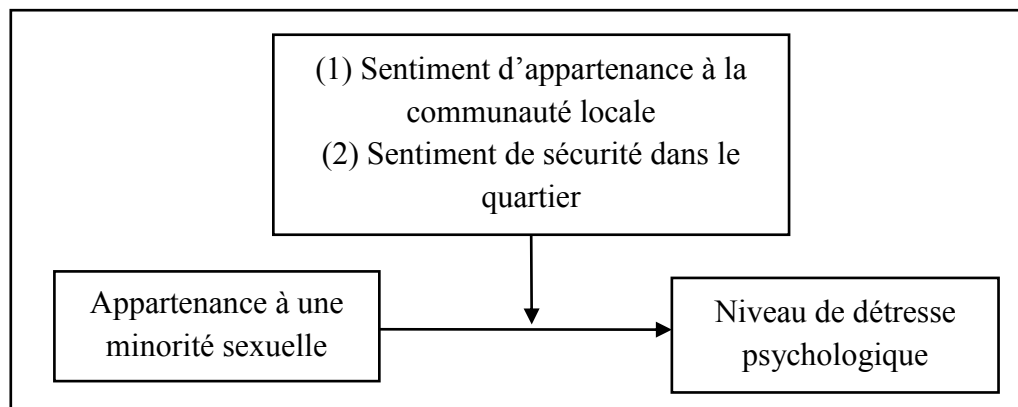 (1) Sentiment d’appartenance à la
communauté locale
(2) Sentiment de sécurité dans le
quartier
Appartenance à une
minorité sexuelle
Niveau de détresse
psychologique